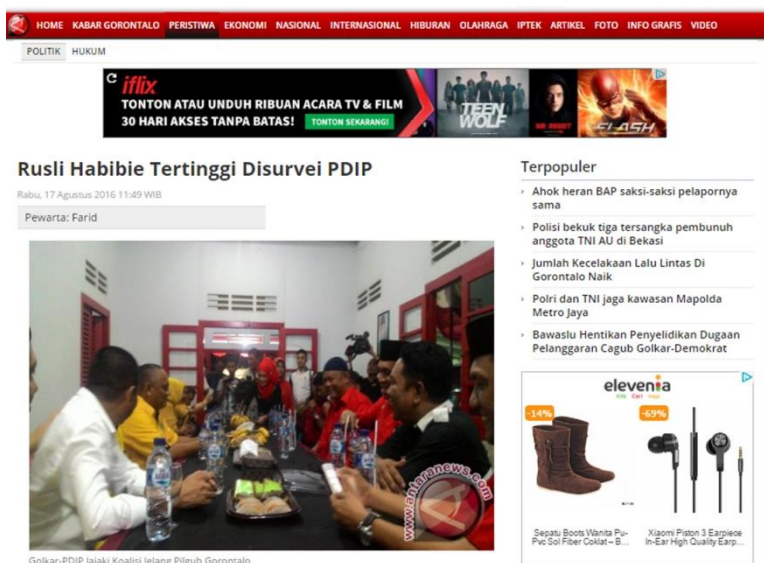 HOME KABAR GORONTALO PERISTIWA EKONOMI NASIONAL INTERNASIONAL HIBURAN OLAHRAGA IPTEK ARTIKEL FOTO INFO GRAFIS VIDEO
POLITIK HUKUM
iflix
TONTON ATAU UNDUH RIBUAN ACARA TV & FILM
30 HARI AKSES TANPA BATAS! TONTON SEKARANG!
TEEN
WOLF
MR ROBOT
FLASH
Rusli Habibie Tertinggi Disurvei PDIP
Rabu, 17 Agustus 2016 11:49 WIB
Pewarta: Farid
www.antaranews.com
Golkar-PDIP Jajaki Koalisi Jelang Pilgub Gorontalo
Terpopuler
Ahok heran BAP saksi-saksi pelapornya
sama
Polisi bekuk tiga tersangka pembunuh
anggota TNI AU di Bekasi
Jumlah Kecelakaan Lalu Lintas Di
Gorontalo Naik
Polri dan TNI jaga kawasan Mapolda
Metro Jaya
Bawaslu Hentikan Penyelidikan Dugaan
Pelanggaran Cagub Golkar-Demokrat
elevenia
-14% -69%
Sepatu Boots Wanita Pu-
Pvc Sol Fiber Coklat – B...
Xiaomi Piston 3 Earpiece
In-Ear High Quality Earp...